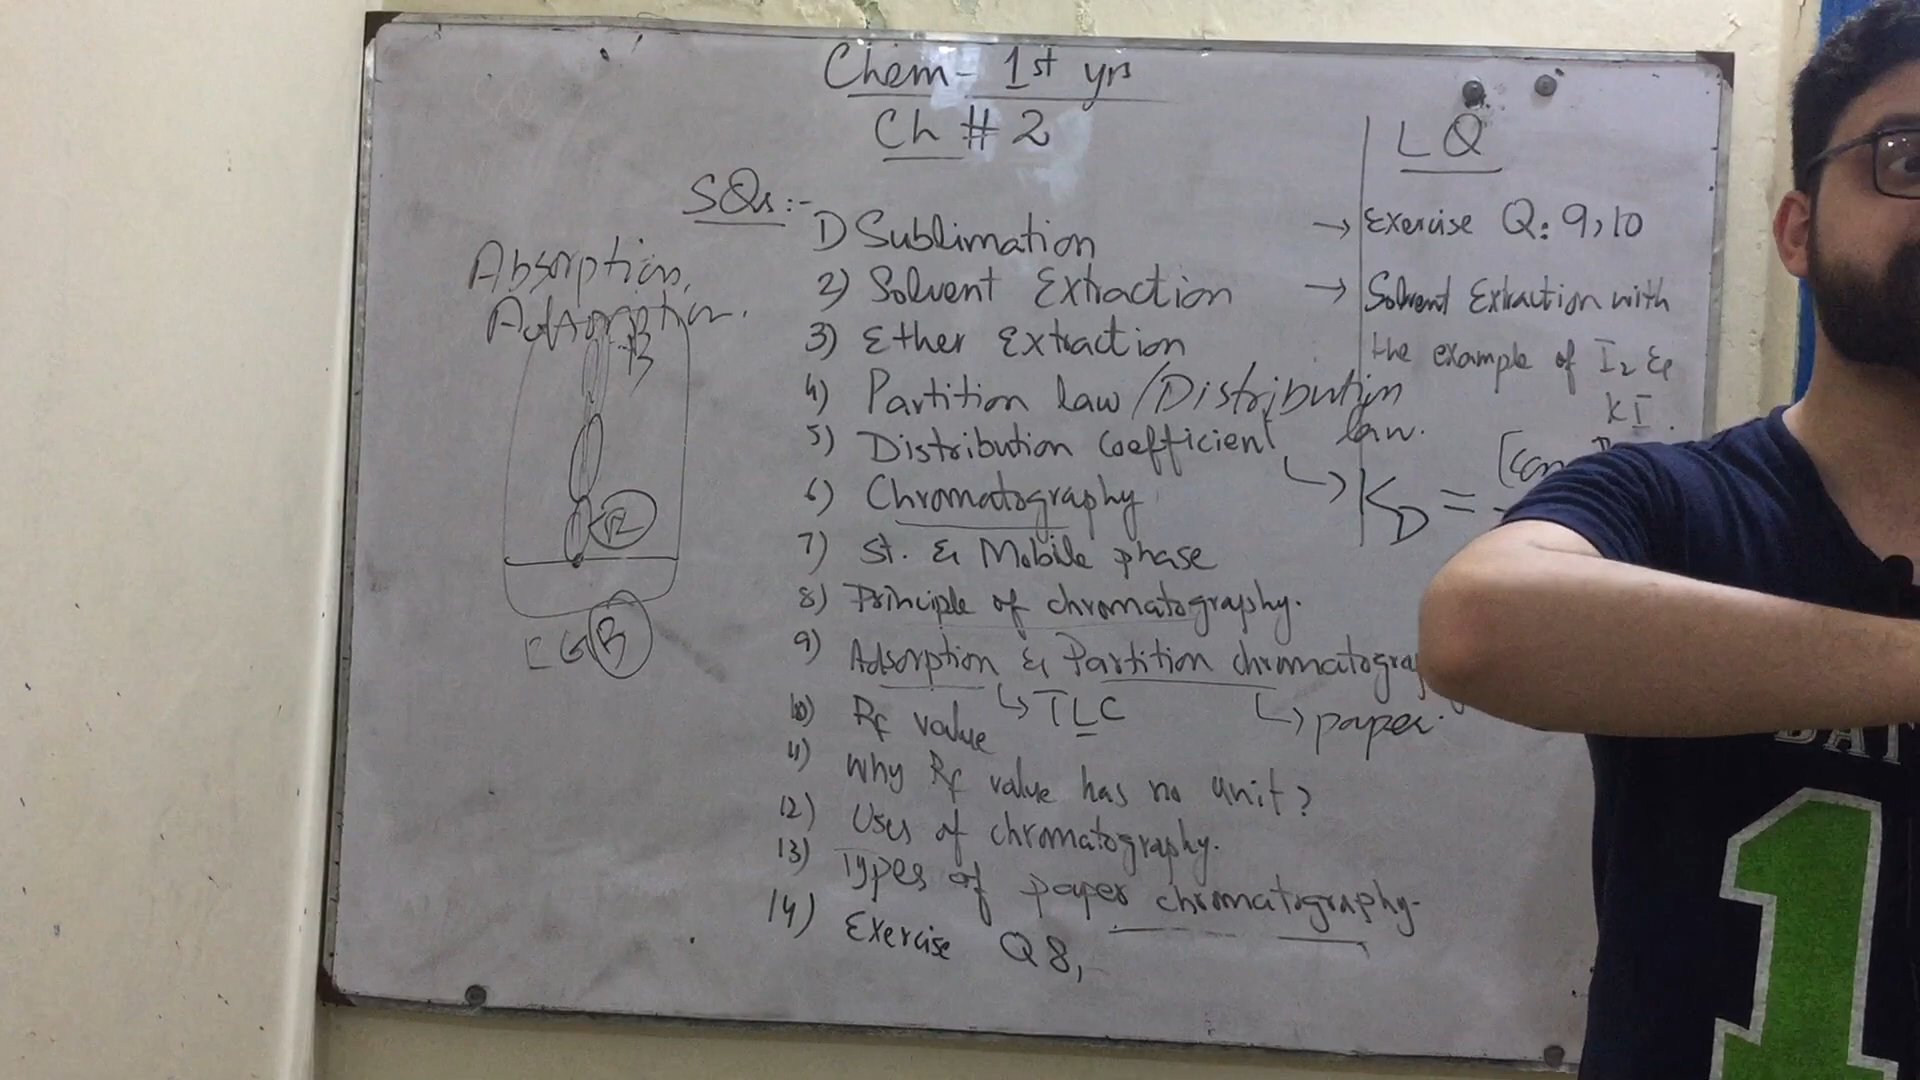 Chem - 1st yr
Ch # 2
SQs:-
1) Sublimation
2) Solvent Extraction
3) Ether Extraction
4) Partition law / Distribution law.
5) Distribution Coefficient
6) Chromatography
7) St. & Mobile phase
8) Principle of chromatography.
9) Adsorption & Partition chromatogra
↳ TLC
↳ paper.
10) Rf value
11) Why Rf value has no unit?
12) Uses of chromatography.
13) Types of paper chromatography.
14) Exercise Q 8,
Absorption,
Adsorption.
B
R
B
LQ
→ Exercise Q: 9,10
→ Solvent Extraction with
the example of I2 &
KI.
↳ KD =
1